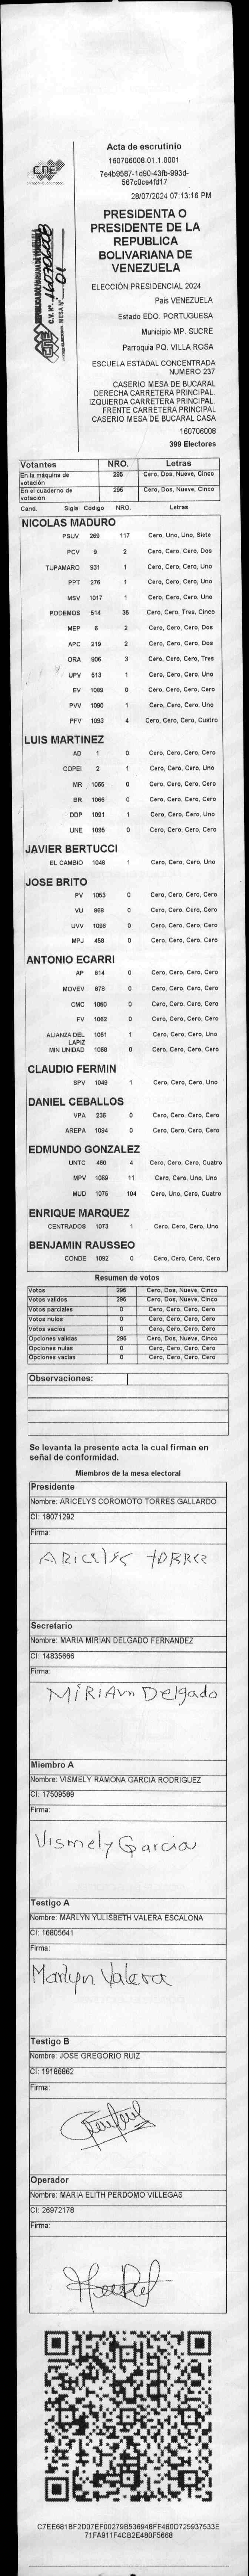 Acta de escrutinio
160706008.01.1.0001
7e4b9587-1d90-43fb-993d-
567c0ce4fd17
28/07/2024 07:13:16 PM
CNE
PRESIDENTA O
PRESIDENTE DE LA
REPUBLICA
BOLIVARIANA DE
VENEZUELA
C.V. Nº 160706008
MESA Nº 01
ELECCIÓN PRESIDENCIAL 2024
Pais VENEZUELA
Estado EDO. PORTUGUESA
Municipio MP. SUCRE
Parroquia PQ. VILLA ROSA
ESCUELA ESTADAL CONCENTRADA
NUMERO 237
CASERIO MESA DE BUCARAL
DERECHA CARRETERA PRINCIPAL.
IZQUIERDA CARRETERA PRINCIPAL.
FRENTE CARRETERA PRINCIPAL
CASERIO MESA DE BUCARAL CASA
160706008
399 Electores
Votantes NRO. Letras
En la máquina de votación 295 Cero, Dos, Nueve, Cinco
En el cuaderno de votación 295 Cero, Dos, Nueve, Cinco
Cand. Sigla Código NRO. Letras
NICOLAS MADURO
PSUV 269 117 Cero, Uno, Uno, Siete
PCV 9 2 Cero, Cero, Cero, Dos
TUPAMARO 931 1 Cero, Cero, Cero, Uno
PPT 276 1 Cero, Cero, Cero, Uno
MSV 1017 1 Cero, Cero, Cero, Uno
PODEMOS 514 35 Cero, Cero, Tres, Cinco
MEP 6 2 Cero, Cero, Cero, Dos
APC 219 2 Cero, Cero, Cero, Dos
ORA 906 3 Cero, Cero, Cero, Tres
UPV 513 1 Cero, Cero, Cero, Uno
EV 1089 0 Cero, Cero, Cero, Cero
PVV 1090 1 Cero, Cero, Cero, Uno
PFV 1093 4 Cero, Cero, Cero, Cuatro
LUIS MARTINEZ
AD 1 0 Cero, Cero, Cero, Cero
COPEI 2 1 Cero, Cero, Cero, Uno
MR 1065 0 Cero, Cero, Cero, Cero
BR 1066 0 Cero, Cero, Cero, Cero
DDP 1091 1 Cero, Cero, Cero, Uno
UNE 1095 0 Cero, Cero, Cero, Cero
JAVIER BERTUCCI
EL CAMBIO 1048 1 Cero, Cero, Cero, Uno
JOSE BRITO
PV 1053 0 Cero, Cero, Cero, Cero
VU 969 0 Cero, Cero, Cero, Cero
UVV 1096 0 Cero, Cero, Cero, Cero
MPJ 459 0 Cero, Cero, Cero, Cero
ANTONIO ECARRI
AP 914 0 Cero, Cero, Cero, Cero
MOVEV 979 0 Cero, Cero, Cero, Cero
CMC 1060 0 Cero, Cero, Cero, Cero
FV 1062 0 Cero, Cero, Cero, Cero
ALIANZA DEL LAPIZ 1051 1 Cero, Cero, Cero, Uno
MIN UNIDAD 1069 0 Cero, Cero, Cero, Cero
CLAUDIO FERMIN
SPV 1049 1 Cero, Cero, Cero, Uno
DANIEL CEBALLOS
VPA 236 0 Cero, Cero, Cero, Cero
AREPA 1094 0 Cero, Cero, Cero, Cero
EDMUNDO GONZALEZ
UNTC 460 4 Cero, Cero, Cero, Cuatro
MPV 1069 11 Cero, Cero, Uno, Uno
MUD 1075 104 Cero, Uno, Cero, Cuatro
ENRIQUE MARQUEZ
CENTRADOS 1073 1 Cero, Cero, Cero, Uno
BENJAMIN RAUSSEO
CONDE 1092 0 Cero, Cero, Cero, Cero
Resumen de votos
Votos 295 Cero, Dos, Nueve, Cinco
Votos validos 295 Cero, Dos, Nueve, Cinco
Votos parciales 0 Cero, Cero, Cero, Cero
Votos nulos 0 Cero, Cero, Cero, Cero
Votos vacios 0 Cero, Cero, Cero, Cero
Opciones validas 295 Cero, Dos, Nueve, Cinco
Opciones nulas 0 Cero, Cero, Cero, Cero
Opciones vacias 0 Cero, Cero, Cero, Cero
Observaciones:
Se levanta la presente acta la cual firman en
señal de conformidad.
Miembros de la mesa electoral
Presidente
Nombre: ARICELYS COROMOTO TORRES GALLARDO
CI: 18071292
Firma:
Secretario
Nombre: MARIA MIRIAN DELGADO FERNANDEZ
CI: 14835666
Firma:
MIRIAM Delgado
Miembro A
Nombre: VISMELY RAMONA GARCIA RODRIGUEZ
CI: 17509589
Firma:
Vismely Garcia
Testigo A
Nombre: MARLYN YULISBETH VALERA ESCALONA
CI: 16805641
Firma:
Marlyn Valera
Testigo B
Nombre: JOSE GREGORIO RUIZ
CI: 19186862
Firma:
Operador
Nombre: MARIA ELITH PERDOMO VILLEGAS
CI: 26972178
Firma:
C7EE681BF2D07EF00279B536948FF480D725937533E
71FA911F4CB2E480F5668